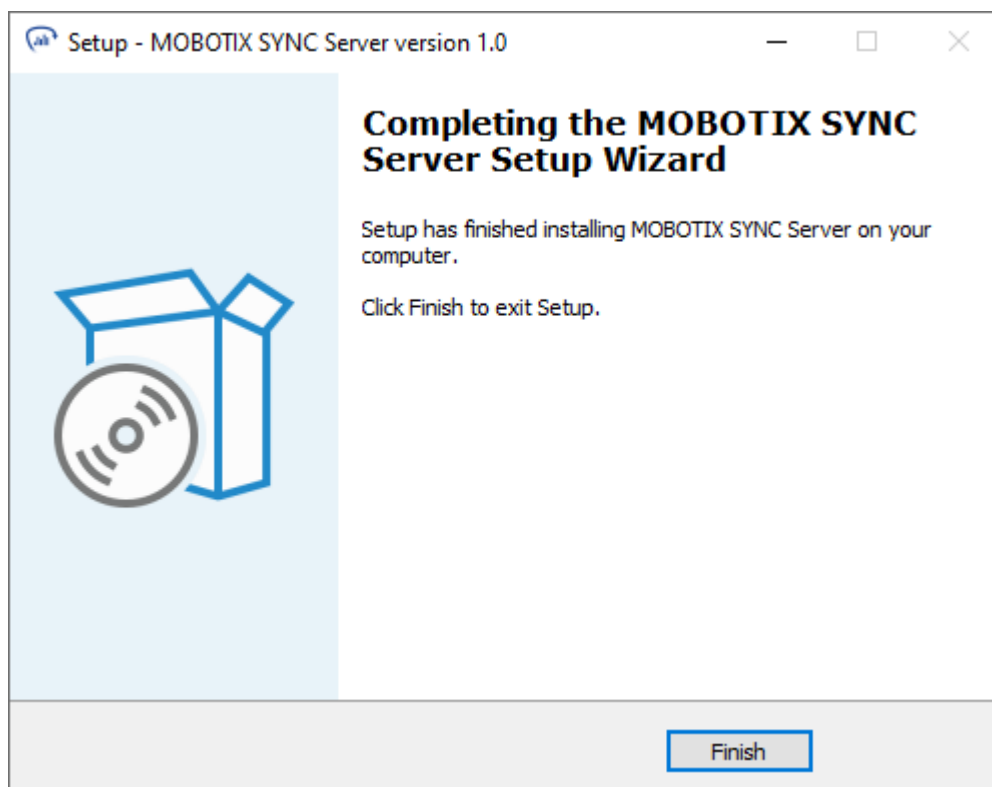 Setup - MOBOTIX SYNC Server version 1.0
Completing the MOBOTIX SYNC
Server Setup Wizard
Setup has finished installing MOBOTIX SYNC Server on your
computer.
Click Finish to exit Setup.
Finish